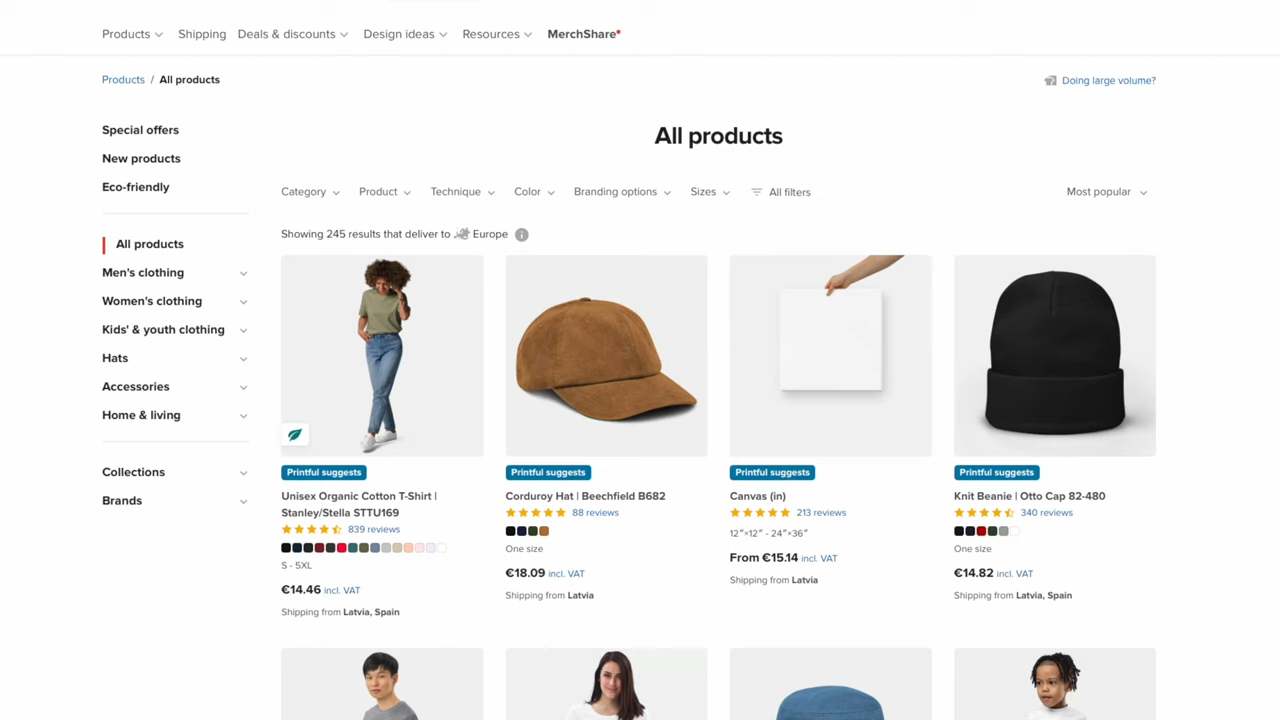 Products Shipping Deals & discounts Design ideas Resources MerchShare
Products / All products
Doing large volume?
Special offers
New products
Eco-friendly
All products
Men's clothing
Women's clothing
Kids' & youth clothing
Hats
Accessories
Home & living
Collections
Brands
All products
Category Product Technique Color Branding options Sizes All filters Most popular
Showing 245 results that deliver to Europe
Printful suggests
Unisex Organic Cotton T-Shirt |
Stanley/Stella STTU169
839 reviews
S - 5XL
€14.46 incl. VAT
Shipping from Latvia, Spain
Printful suggests
Corduroy Hat | Beechfield B682
88 reviews
One size
€18.09 incl. VAT
Shipping from Latvia
Printful suggests
Canvas (in)
213 reviews
12″×12″ - 24″×36″
From €15.14 incl. VAT
Shipping from Latvia
Printful suggests
Knit Beanie | Otto Cap 82-480
340 reviews
One size
€14.82 incl. VAT
Shipping from Latvia, Spain